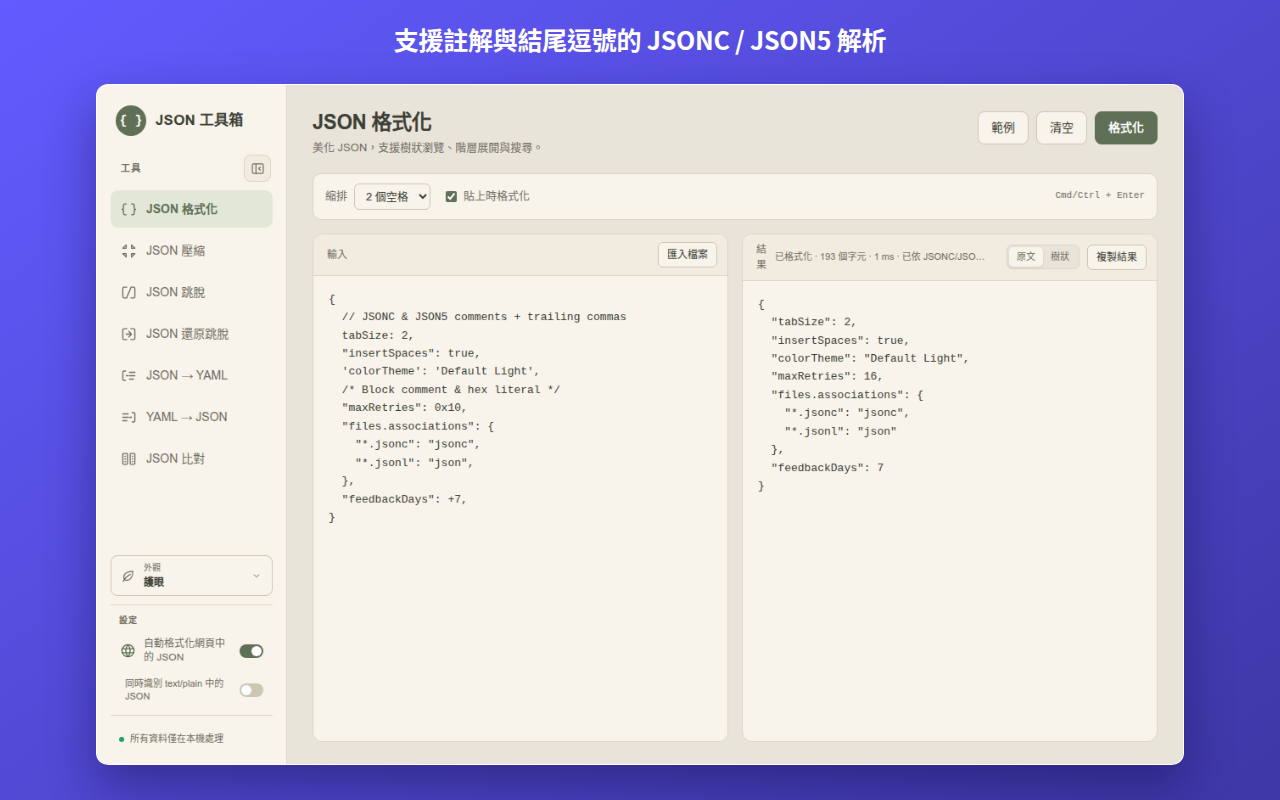 支援註解與結尾逗號的 JSONC / JSON5 解析
{ } JSON 工具箱
工具
JSON 格式化
JSON 壓縮
JSON 跳脫
JSON 還原跳脫
JSON → YAML
YAML → JSON
JSON 比對
外觀
護眼
設定
自動格式化網頁中
的 JSON
同時識別 text/plain 中的
JSON
所有資料僅在本機處理
JSON 格式化
美化 JSON，支援樹狀瀏覽、階層展開與搜尋。
範例
清空
格式化
縮排
2 個空格
貼上時格式化
Cmd/Ctrl + Enter
輸入
匯入檔案
{
  // JSONC & JSON5 comments + trailing commas
  tabSize: 2,
  "insertSpaces": true,
  'colorTheme': 'Default Light',
  /* Block comment & hex literal */
  "maxRetries": 0x10,
  "files.associations": {
    "*.jsonc": "jsonc",
    "*.jsonl": "json",
  },
  "feedbackDays": +7,
}
結
果
已格式化 · 193 個字元 · 1 ms · 已依 JSONC/JSO…
原文
樹狀
複製結果
{
  "tabSize": 2,
  "insertSpaces": true,
  "colorTheme": "Default Light",
  "maxRetries": 16,
  "files.associations": {
    "*.jsonc": "jsonc",
    "*.jsonl": "json"
  },
  "feedbackDays": 7
}